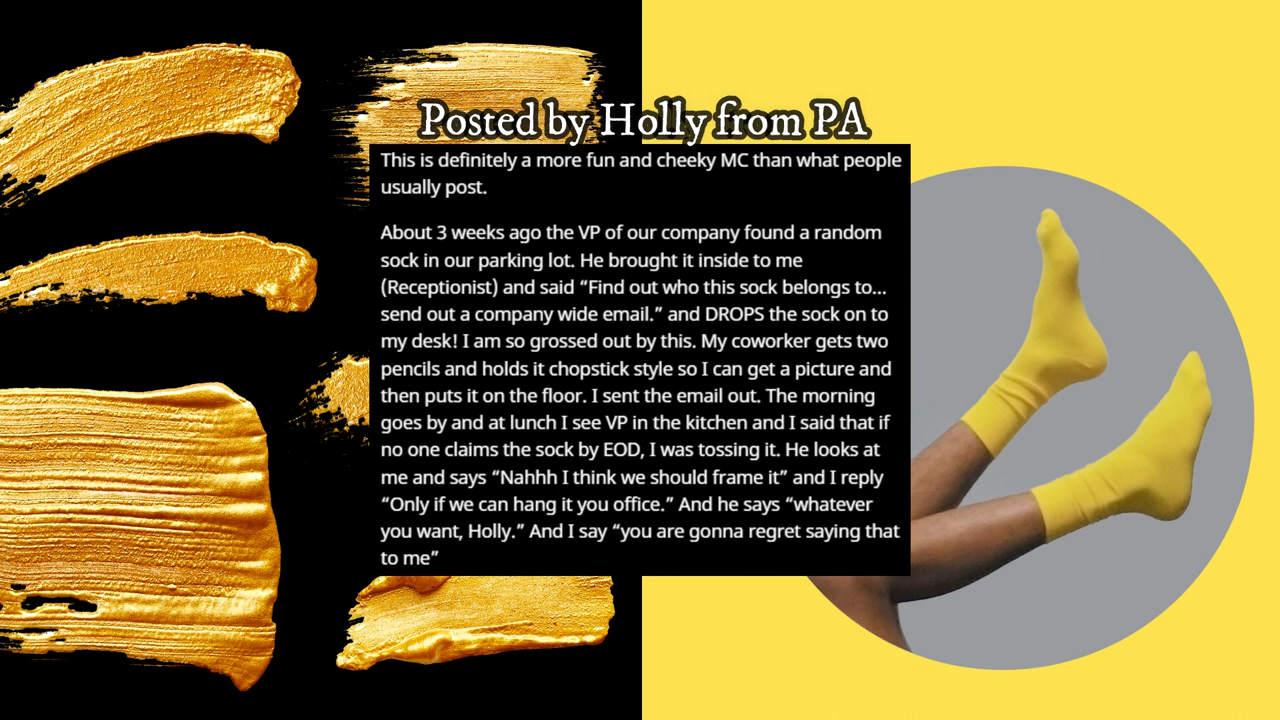 Posted by Holly from PA
This is definitely a more fun and cheeky MC than what people
usually post.
About 3 weeks ago the VP of our company found a random
sock in our parking lot. He brought it inside to me
(Receptionist) and said “Find out who this sock belongs to...
send out a company wide email.” and DROPS the sock on to
my desk! I am so grossed out by this. My coworker gets two
pencils and holds it chopstick style so I can get a picture and
then puts it on the floor. I sent the email out. The morning
goes by and at lunch I see VP in the kitchen and I said that if
no one claims the sock by EOD, I was tossing it. He looks at
me and says “Nahhh I think we should frame it” and I reply
“Only if we can hang it you office.” And he says “whatever
you want, Holly.” And I say “you are gonna regret saying that
to me”